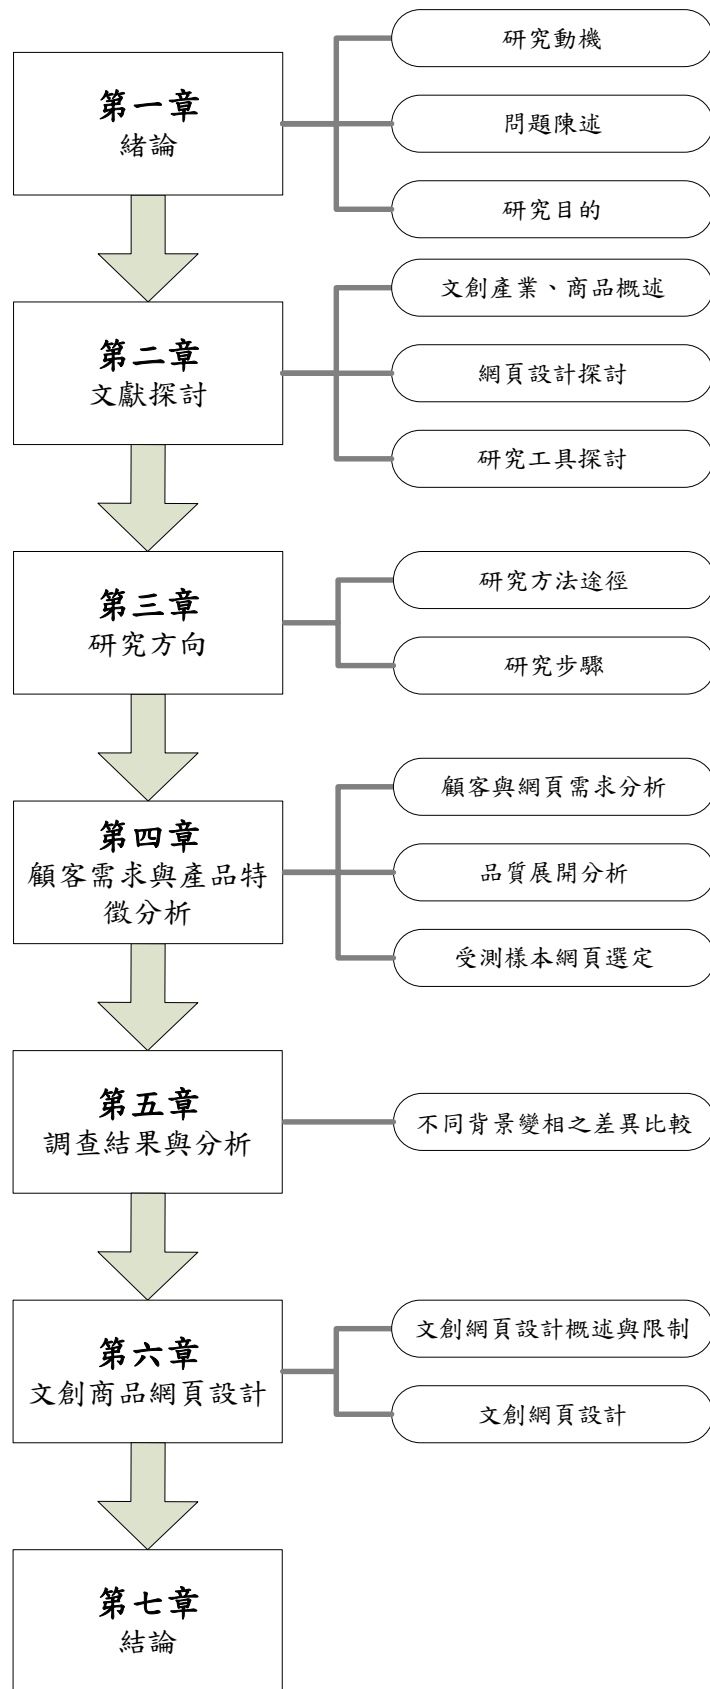 第一章
緒論
研究動機
問題陳述
研究目的
第二章
文獻探討
文創產業、商品概述
網頁設計探討
研究工具探討
第三章
研究方向
研究方法途徑
研究步驟
第四章
顧客需求與產品特
徵分析
顧客與網頁需求分析
品質展開分析
受測樣本網頁選定
第五章
調查結果與分析
不同背景變相之差異比較
第六章
文創商品網頁設計
文創網頁設計概述與限制
文創網頁設計
第七章
結論